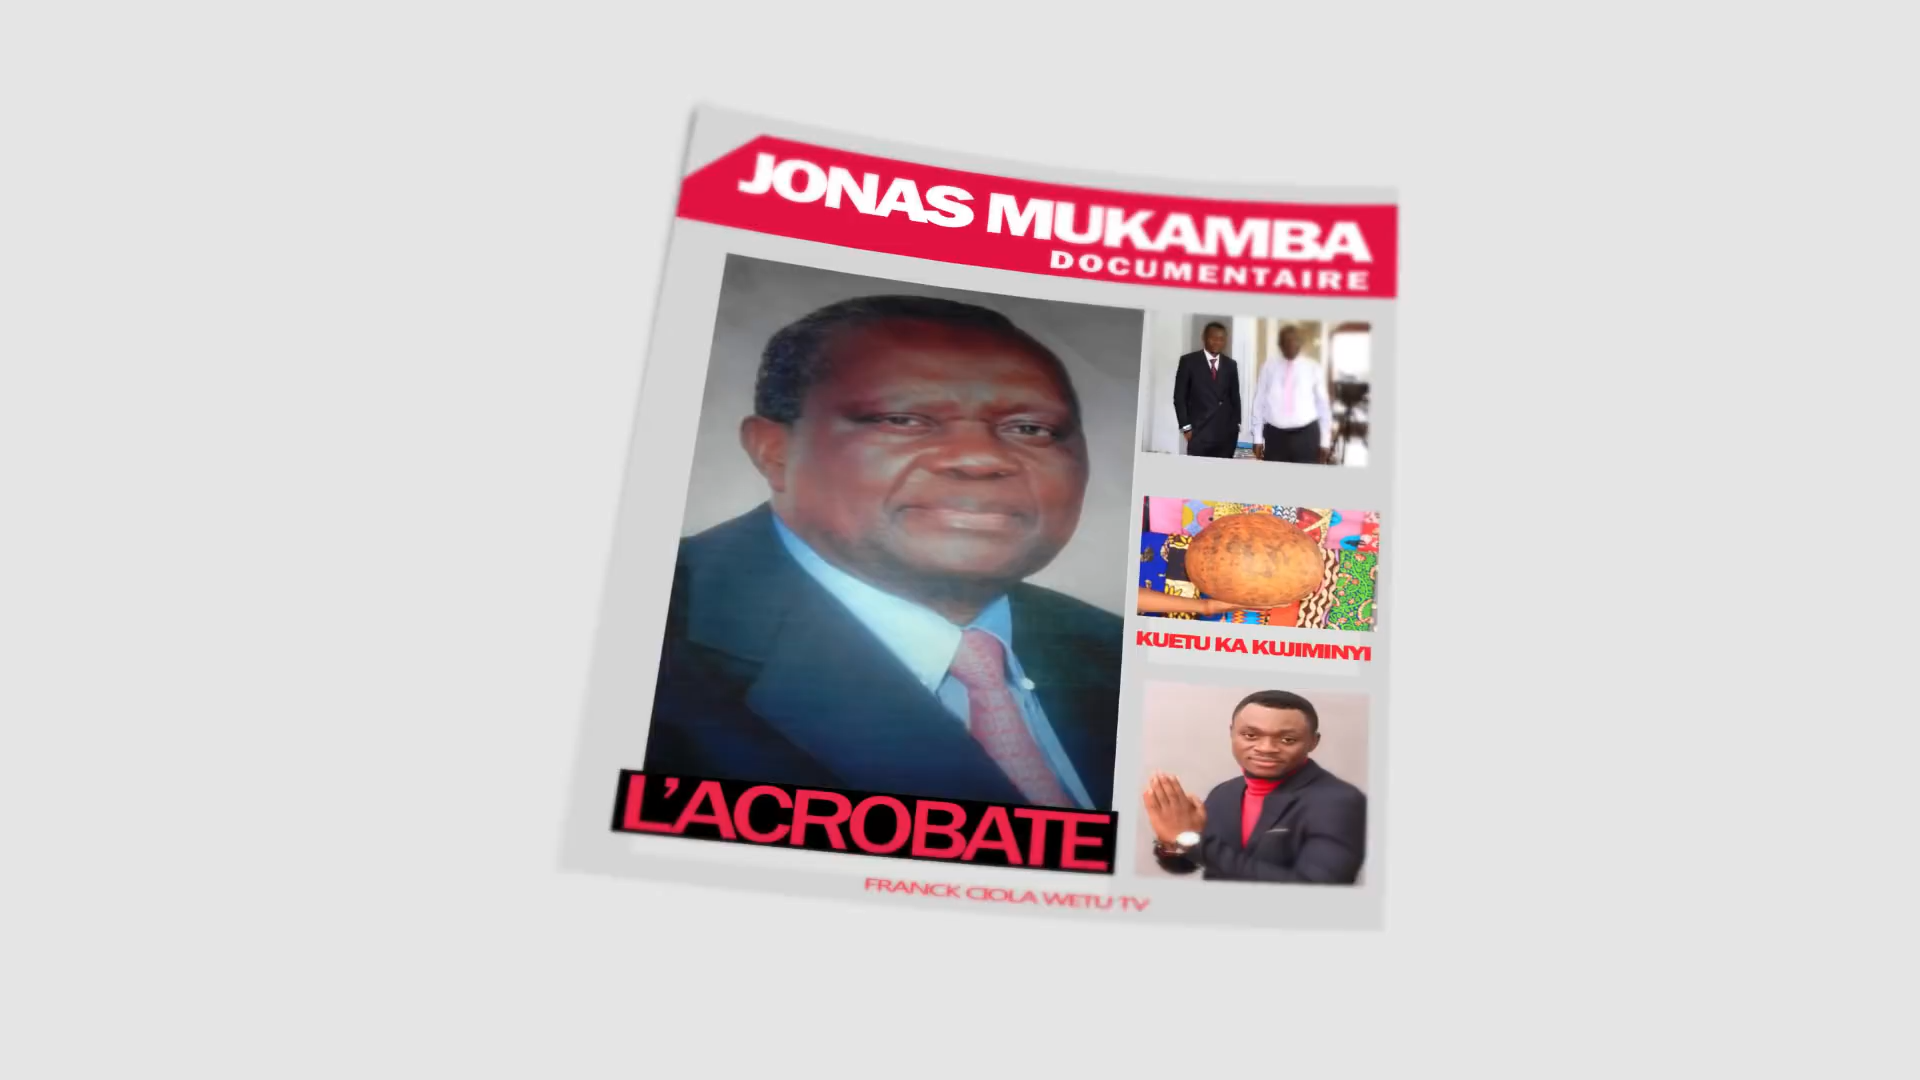 JONAS MUKAMBA
DOCUMENTAIRE
KUETU KA KUJIMINYI
L'ACROBATE
FRANCK CIOLA WETU TV